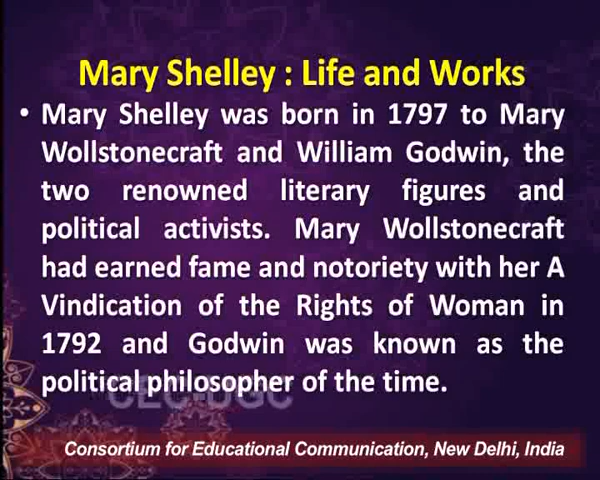 Mary Shelley : Life and Works
• Mary Shelley was born in 1797 to Mary
Wollstonecraft and William Godwin, the
two renowned literary figures and
political activists. Mary Wollstonecraft
had earned fame and notoriety with her A
Vindication of the Rights of Woman in
1792 and Godwin was known as the
political philosopher of the time.
CEC-UGC
Consortium for Educational Communication, New Delhi, India